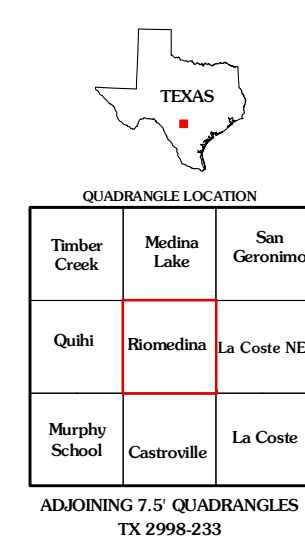 TEXAS
QUADRANGLE LOCATION
Timber
Creek
Medina
Lake
San
Geronimo
Quihi
Riomedina
La Coste NE
Murphy
School
Castroville
La Coste
ADJOINING 7.5' QUADRANGLES
TX 2998-233